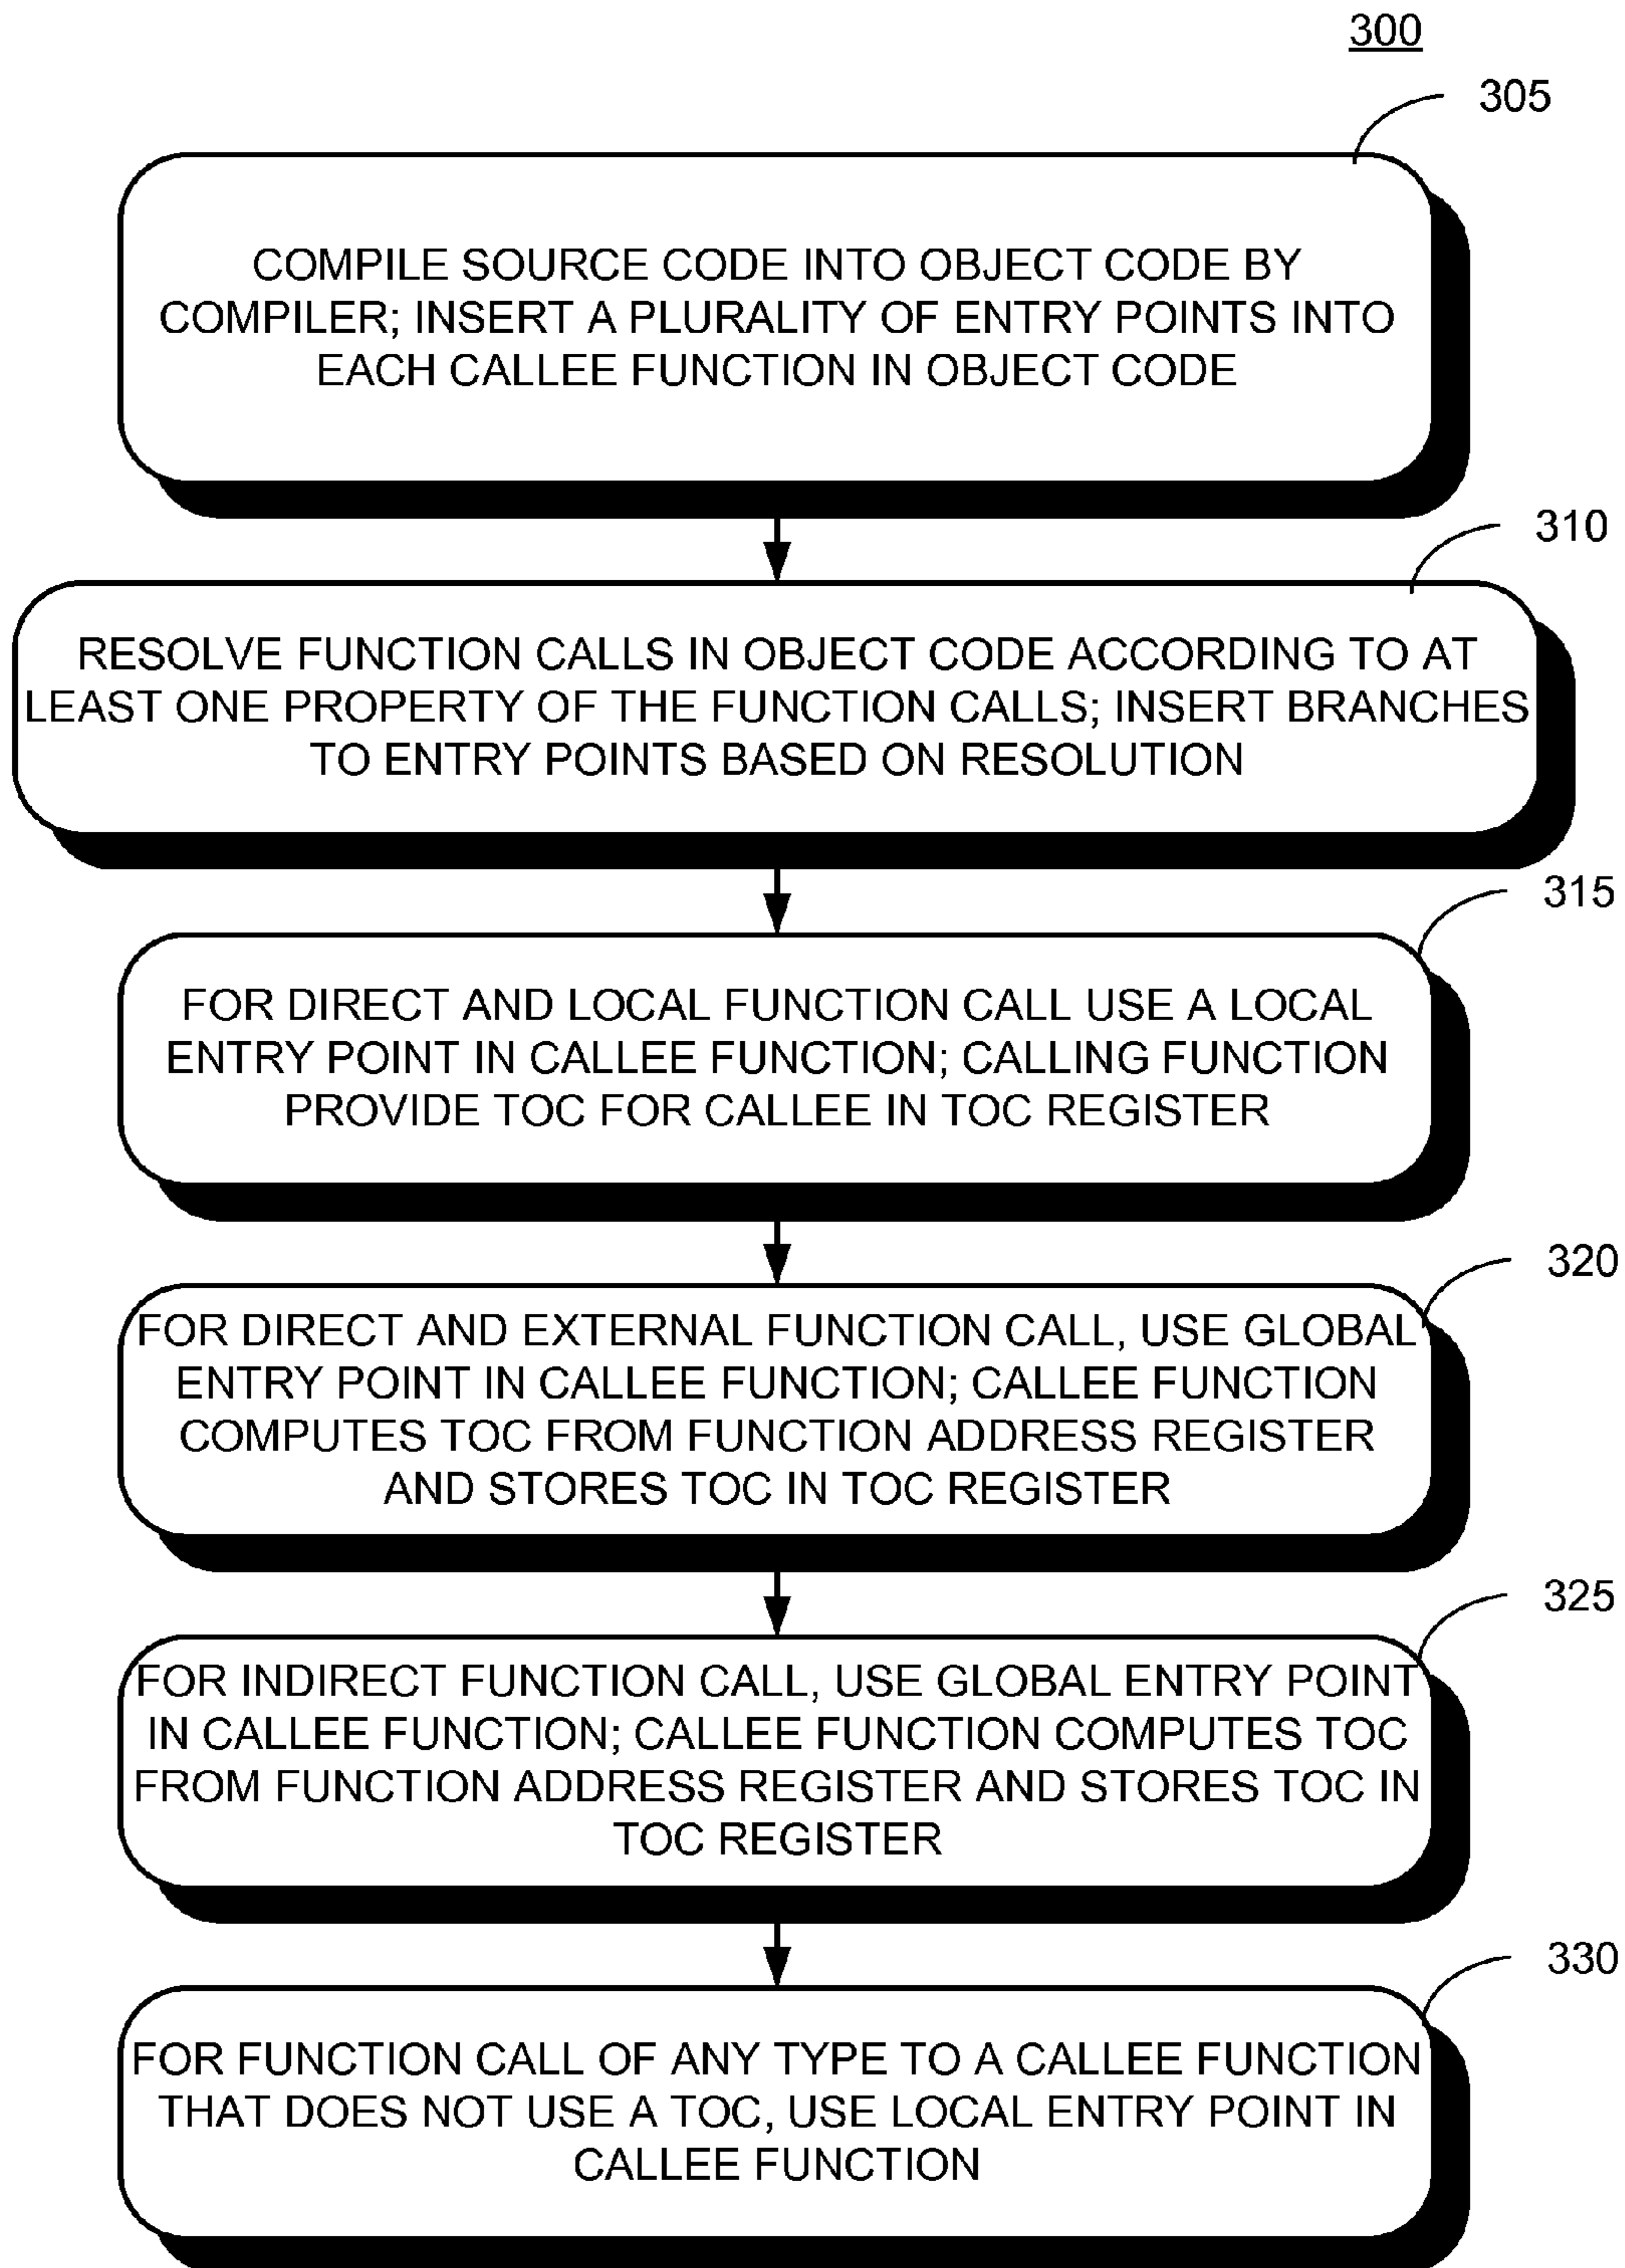 300
305
COMPILE SOURCE CODE INTO OBJECT CODE BY
COMPILER; INSERT A PLURALITY OF ENTRY POINTS INTO
EACH CALLEE FUNCTION IN OBJECT CODE
310
RESOLVE FUNCTION CALLS IN OBJECT CODE ACCORDING TO AT
LEAST ONE PROPERTY OF THE FUNCTION CALLS; INSERT BRANCHES
TO ENTRY POINTS BASED ON RESOLUTION
315
FOR DIRECT AND LOCAL FUNCTION CALL USE A LOCAL
ENTRY POINT IN CALLEE FUNCTION; CALLING FUNCTION
PROVIDE TOC FOR CALLEE IN TOC REGISTER
320
FOR DIRECT AND EXTERNAL FUNCTION CALL, USE GLOBAL
ENTRY POINT IN CALLEE FUNCTION; CALLEE FUNCTION
COMPUTES TOC FROM FUNCTION ADDRESS REGISTER
AND STORES TOC IN TOC REGISTER
325
FOR INDIRECT FUNCTION CALL, USE GLOBAL ENTRY POINT
IN CALLEE FUNCTION; CALLEE FUNCTION COMPUTES TOC
FROM FUNCTION ADDRESS REGISTER AND STORES TOC IN
TOC REGISTER
330
FOR FUNCTION CALL OF ANY TYPE TO A CALLEE FUNCTION
THAT DOES NOT USE A TOC, USE LOCAL ENTRY POINT IN
CALLEE FUNCTION